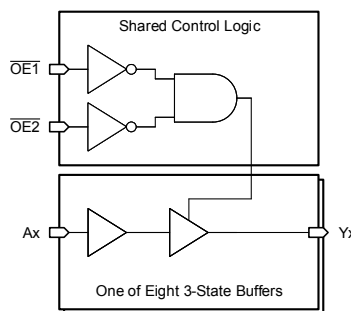 Shared Control Logic
OE1
OE2
Ax
Yx
One of Eight 3-State Buffers